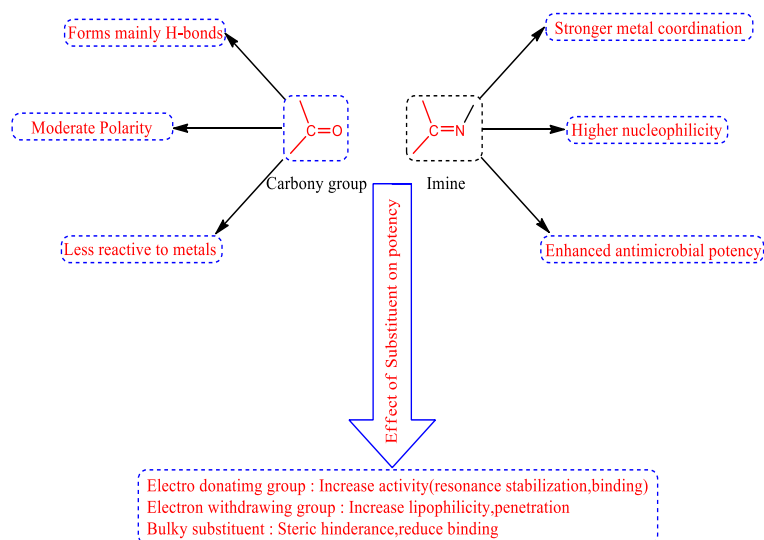 Forms mainly H-bonds
Stronger metal coordination
Moderate Polarity
C=O
C=N
Higher nucleophilicity
Carbony group
Imine
Less reactive to metals
Enhanced antimicrobial potency
Effect of Substituent on potency
Electro donatimg group : Increase activity(resonance stabilization,binding)
Electron withdrawing group : Increase lipophilicity,penetration
Bulky substituent : Steric hinderance,reduce binding